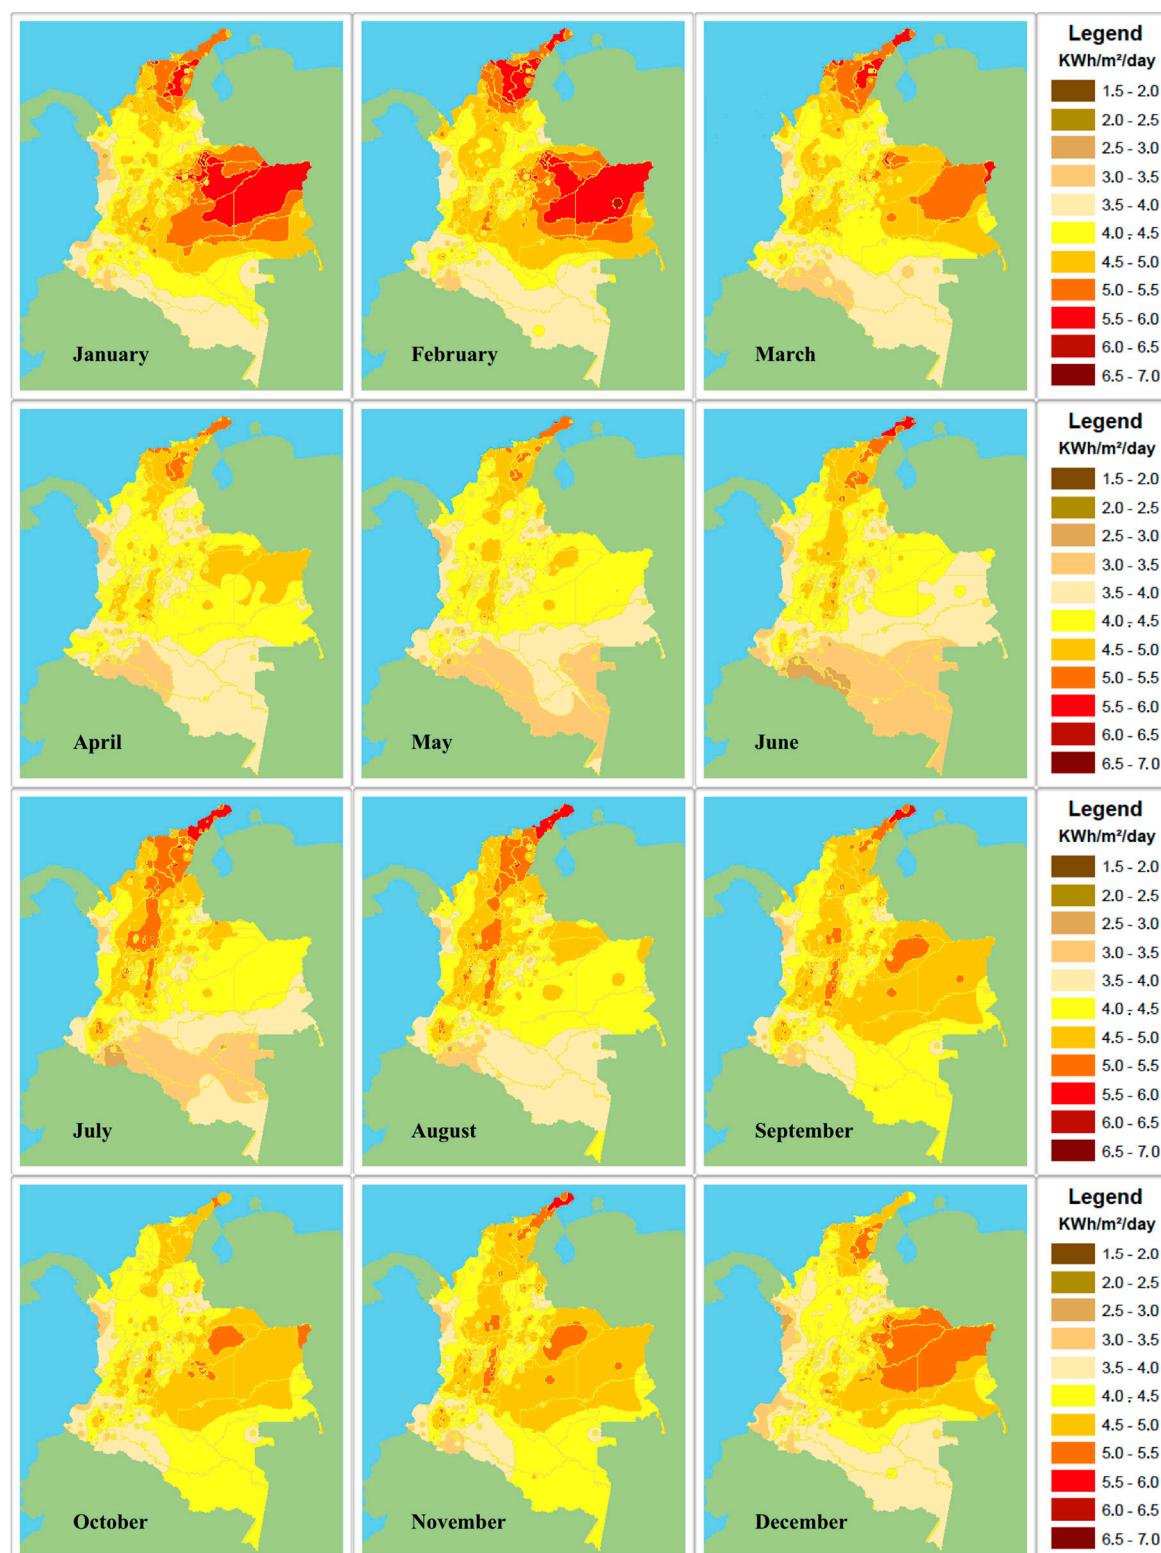 Legend
KWh/m²/day
1.5 - 2.0
2.0 - 2.5
2.5 - 3.0
3.0 - 3.5
3.5 - 4.0
4.0 - 4.5
4.5 - 5.0
5.0 - 5.5
5.5 - 6.0
6.0 - 6.5
6.5 - 7.0
January
February
March
Legend
KWh/m²/day
1.5 - 2.0
2.0 - 2.5
2.5 - 3.0
3.0 - 3.5
3.5 - 4.0
4.0 - 4.5
4.5 - 5.0
5.0 - 5.5
5.5 - 6.0
6.0 - 6.5
6.5 - 7.0
April
May
June
Legend
KWh/m²/day
1.5 - 2.0
2.0 - 2.5
2.5 - 3.0
3.0 - 3.5
3.5 - 4.0
4.0 - 4.5
4.5 - 5.0
5.0 - 5.5
5.5 - 6.0
6.0 - 6.5
6.5 - 7.0
July
August
September
Legend
KWh/m²/day
1.5 - 2.0
2.0 - 2.5
2.5 - 3.0
3.0 - 3.5
3.5 - 4.0
4.0 - 4.5
4.5 - 5.0
5.0 - 5.5
5.5 - 6.0
6.0 - 6.5
6.5 - 7.0
October
November
December